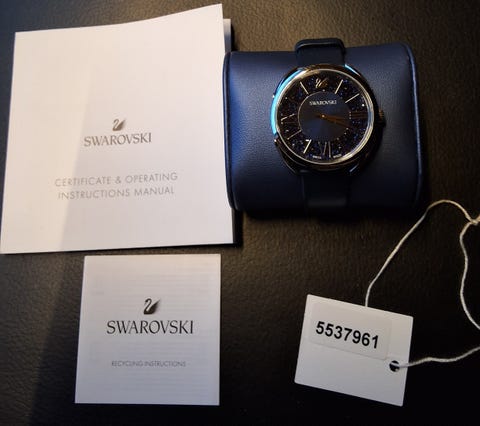 SWAROVSKI
CERTIFICATE & OPERATING
INSTRUCTIONS MANUAL
SWAROVSKI
SWAROVSKI
RECYCLING INSTRUCTIONS
5537961